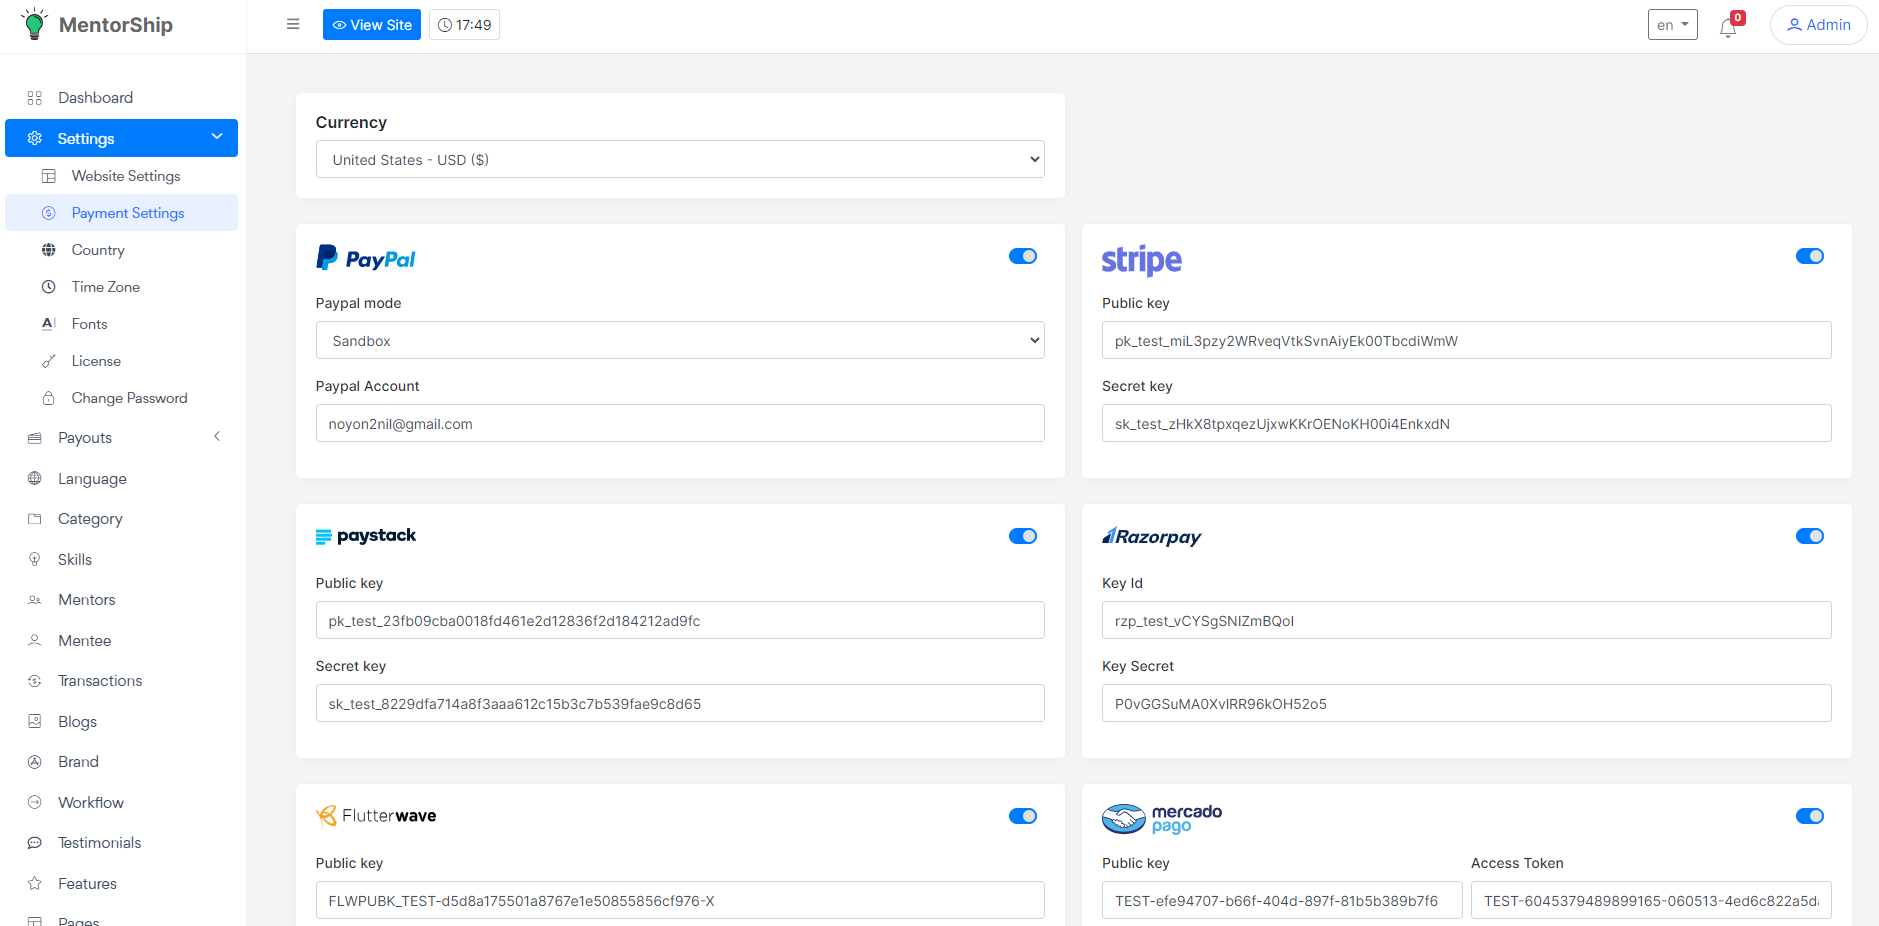 MentorShip
View Site
17:49
en
0
Admin
Dashboard
Settings
Website Settings
Payment Settings
Country
Time Zone
Fonts
License
Change Password
Payouts
Language
Category
Skills
Mentors
Mentee
Transactions
Blogs
Brand
Workflow
Testimonials
Features
Pages
Currency
United States - USD ($)
PayPal
Paypal mode
Sandbox
Paypal Account
noyon2nil@gmail.com
stripe
Public key
pk_test_miL3pzy2WRveqVtkSvnAiyEk00TbcdiWmW
Secret key
sk_test_zHkX8tpxqezUjxwKKrOENoKH00i4EnkxdN
paystack
Public key
pk_test_23fb09cba0018fd461e2d12836f2d184212ad9fc
Secret key
sk_test_8229dfa714a8f3aaa612c15b3c7b539fae9c8d65
Razorpay
Key Id
rzp_test_vCYSgSNIZmBQoI
Key Secret
P0vGGSuMA0XvIRR96kOH52o5
Flutterwave
Public key
FLWPUBK_TEST-d5d8a175501a8767e1e50855856cf976-X
mercado
pago
Public key
TEST-efe94707-b66f-404d-897f-81b5b389b7f6
Access Token
TEST-6045379489899165-060513-4ed6c822a5d